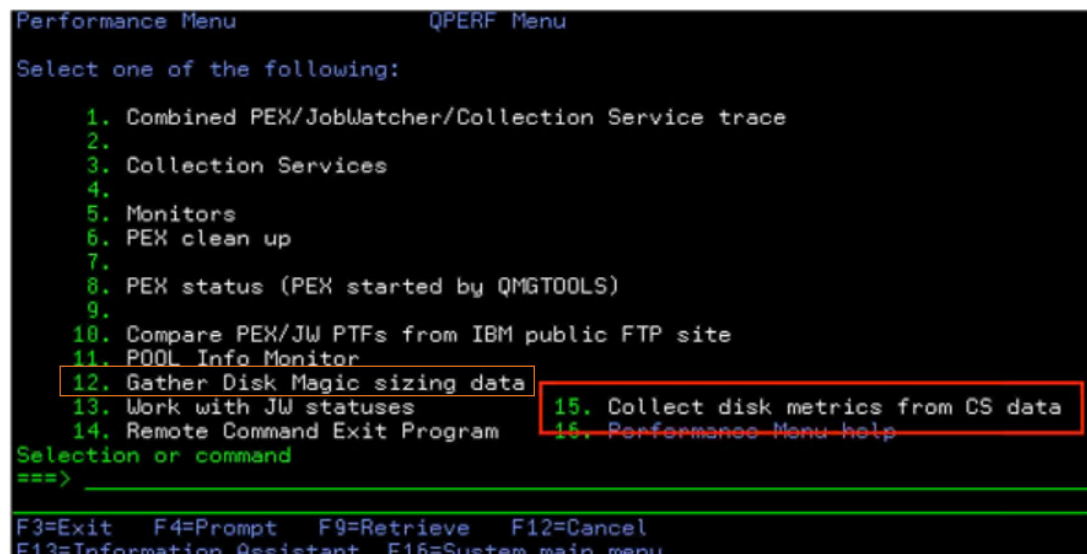 Performance Menu QPERF Menu
Select one of the following:
1. Combined PEX/JobWatcher/Collection Service trace
2.
3. Collection Services
4.
5. Monitors
6. PEX clean up
7.
8. PEX status (PEX started by QMGTOOLS)
9.
10. Compare PEX/JW PTFs from IBM public FTP site
11. POOL Info Monitor
12. Gather Disk Magic sizing data
13. Work with JW statuses 15. Collect disk metrics from CS data
14. Remote Command Exit Program 16. Performance Menu help
Selection or command
===>
F3=Exit F4=Prompt F9=Retrieve F12=Cancel
F13=Information Assistant F16=System main menu